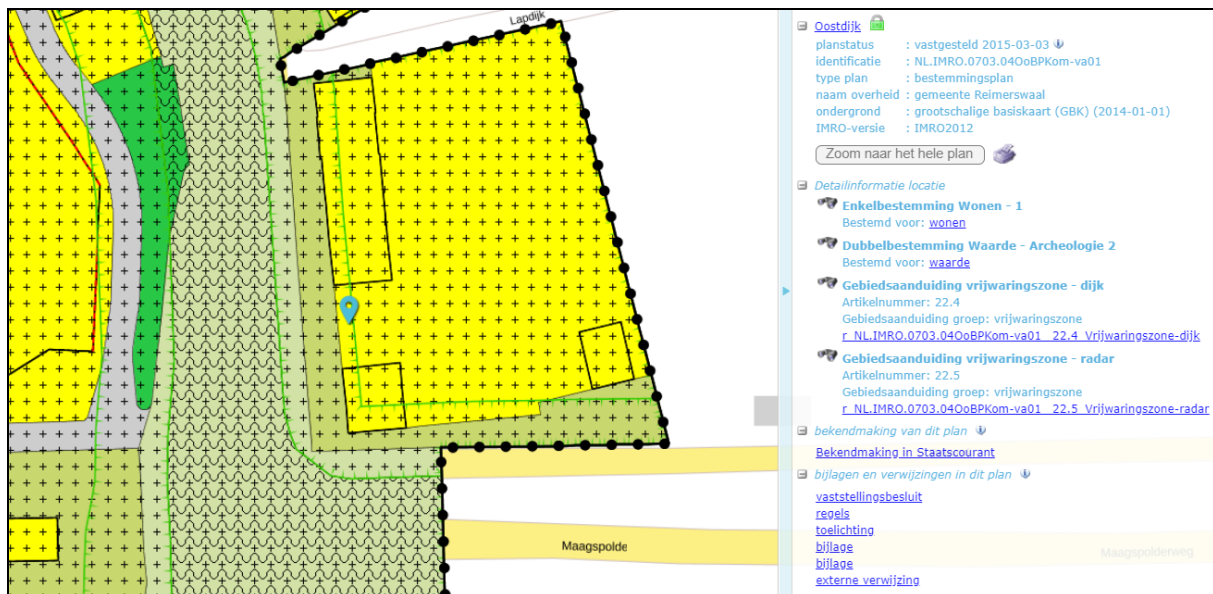 Lapdijk
Maagspolde
Oostdijk
planstatus : vastgesteld 2015-03-03
identificatie : NL.IMRO.0703.04OoBPKom-va01
type plan : bestemmingsplan
naam overheid : gemeente Reimerswaal
ondergrond : grootschalige basiskaart (GBK) (2014-01-01)
IMRO-versie : IMRO2012
Zoom naar het hele plan
Detailinformatie locatie
Enkelbestemming Wonen - 1
Bestemd voor: wonen
Dubbelbestemming Waarde - Archeologie 2
Bestemd voor: waarde
Gebiedsaanduiding vrijwaringszone - dijk
Artikelnummer: 22.4
Gebiedsaanduiding groep: vrijwaringszone
r_NL.IMRO.0703.04OoBPKom-va01__22.4_Vrijwaringszone-dijk
Gebiedsaanduiding vrijwaringszone - radar
Artikelnummer: 22.5
Gebiedsaanduiding groep: vrijwaringszone
r_NL.IMRO.0703.04OoBPKom-va01__22.5_Vrijwaringszone-radar
bekendmaking van dit plan
Bekendmaking in Staatscourant
bijlagen en verwijzingen in dit plan
vaststellingsbesluit
regels
toelichting
bijlage
bijlage
externe verwijzing
Maagspolderweg